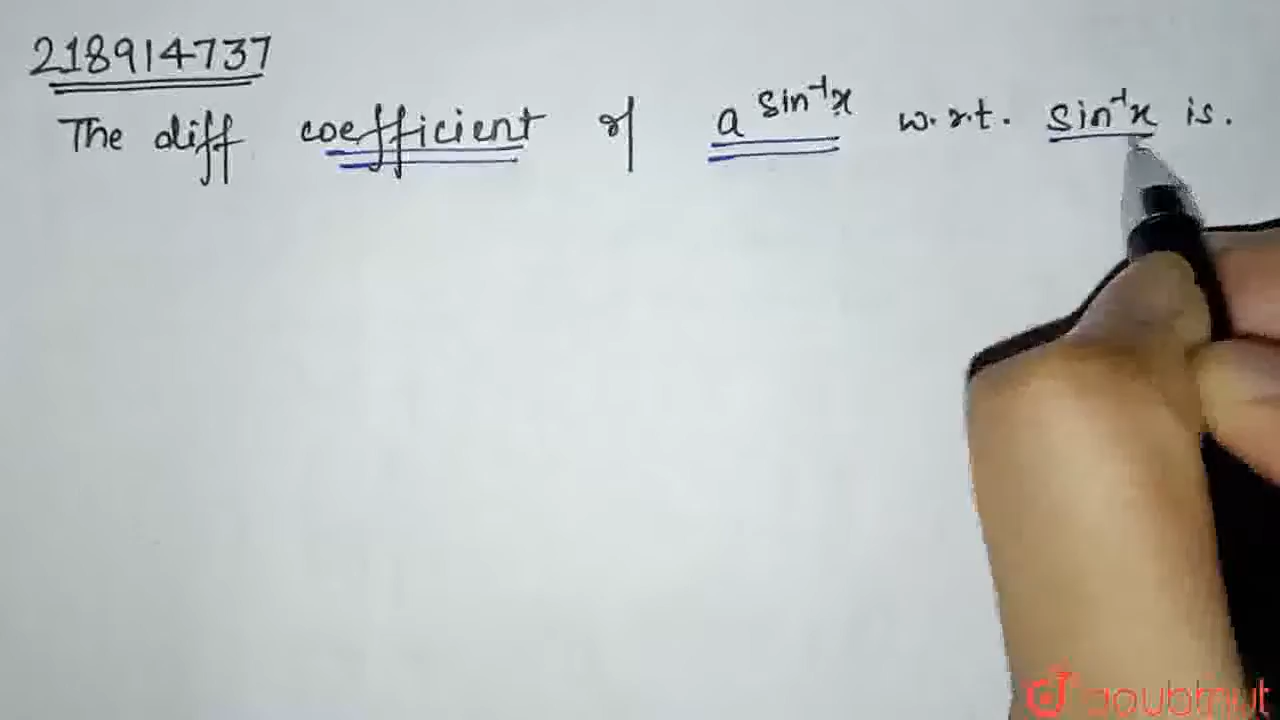 218914737
The diff coefficient of a^sin⁻¹x w.r.t. sin⁻¹x is.
doubtnut